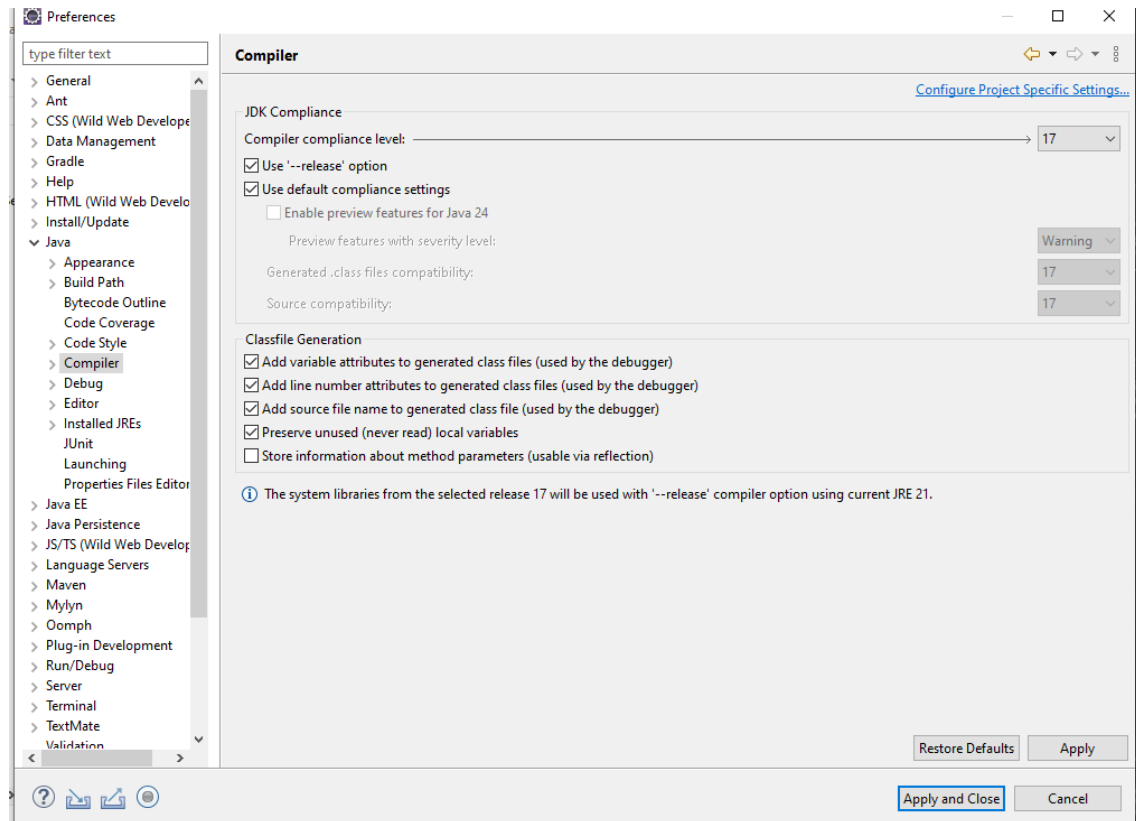 Preferences
type filter text
General
Ant
CSS (Wild Web Develope
Data Management
Gradle
Help
HTML (Wild Web Develo
Install/Update
Java
Appearance
Build Path
Bytecode Outline
Code Coverage
Code Style
Compiler
Debug
Editor
Installed JREs
JUnit
Launching
Properties Files Editor
Java EE
Java Persistence
JS/TS (Wild Web Develop
Language Servers
Maven
Mylyn
Oomph
Plug-in Development
Run/Debug
Server
Terminal
TextMate
Validation
Compiler
Configure Project Specific Settings...
JDK Compliance
Compiler compliance level: 17
Use '--release' option
Use default compliance settings
Enable preview features for Java 24
Preview features with severity level: Warning
Generated .class files compatibility: 17
Source compatibility: 17
Classfile Generation
Add variable attributes to generated class files (used by the debugger)
Add line number attributes to generated class files (used by the debugger)
Add source file name to generated class file (used by the debugger)
Preserve unused (never read) local variables
Store information about method parameters (usable via reflection)
The system libraries from the selected release 17 will be used with '--release' compiler option using current JRE 21.
Restore Defaults Apply
Apply and Close Cancel